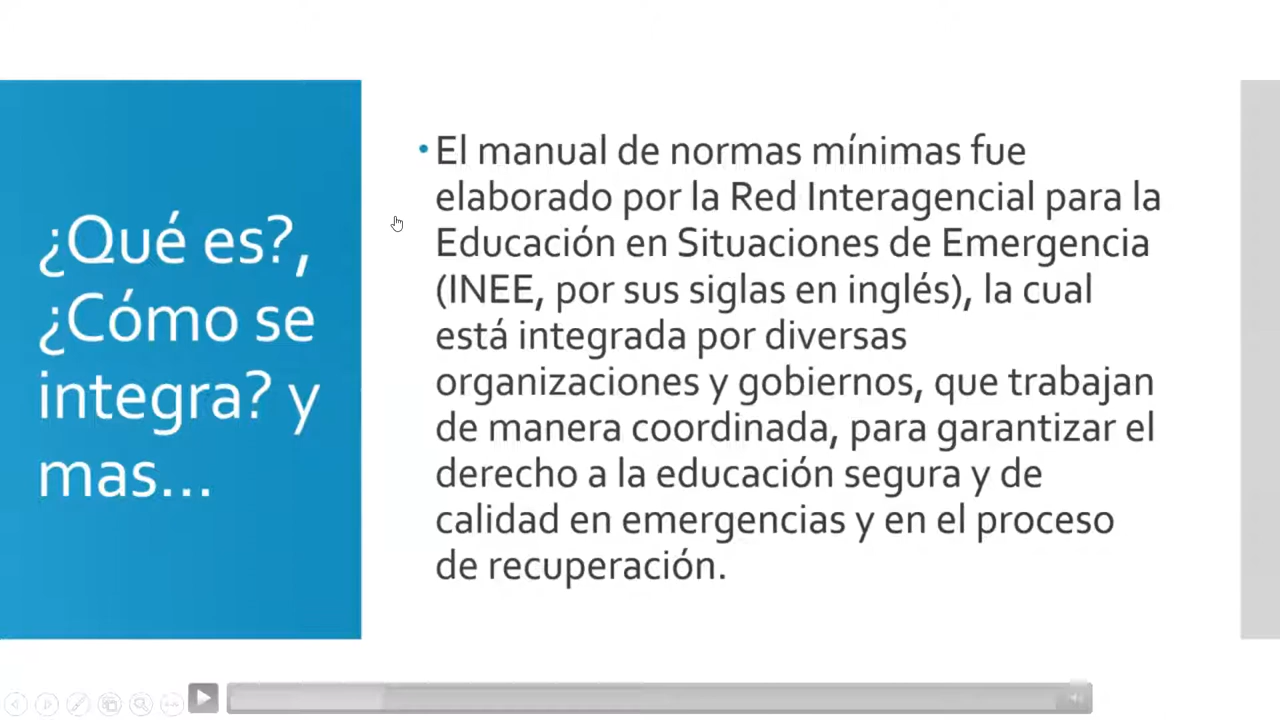 ¿Qué es?,
¿Cómo se
integra? y
mas...
• El manual de normas mínimas fue
elaborado por la Red Interagencial para la
Educación en Situaciones de Emergencia
(INEE, por sus siglas en inglés), la cual
está integrada por diversas
organizaciones y gobiernos, que trabajan
de manera coordinada, para garantizar el
derecho a la educación segura y de
calidad en emergencias y en el proceso
de recuperación.